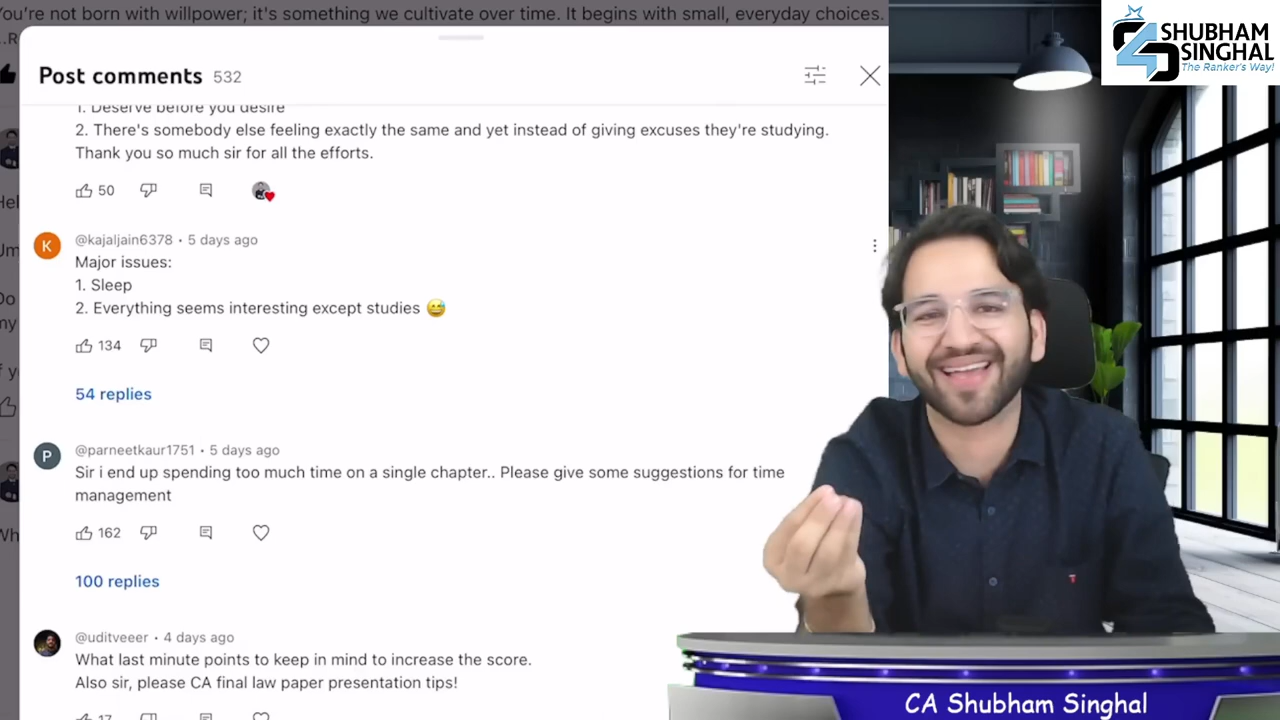 You're not born with willpower; it's something we cultivate over time. It begins with small, everyday choices.
Post comments 532
1. Deserve before you desire
2. There's somebody else feeling exactly the same and yet instead of giving excuses they're studying.
Thank you so much sir for all the efforts.
50
@kajaljain6378 • 5 days ago
Major issues:
1. Sleep
2. Everything seems interesting except studies 😅
134
54 replies
@parneetkaur1751 • 5 days ago
Sir i end up spending too much time on a single chapter.. Please give some suggestions for time
management
162
100 replies
@uditveeer • 4 days ago
What last minute points to keep in mind to increase the score.
Also sir, please CA final law paper presentation tips!
17
SHUBHAM
SINGHAL
The Ranker's Way!
CA Shubham Singhal